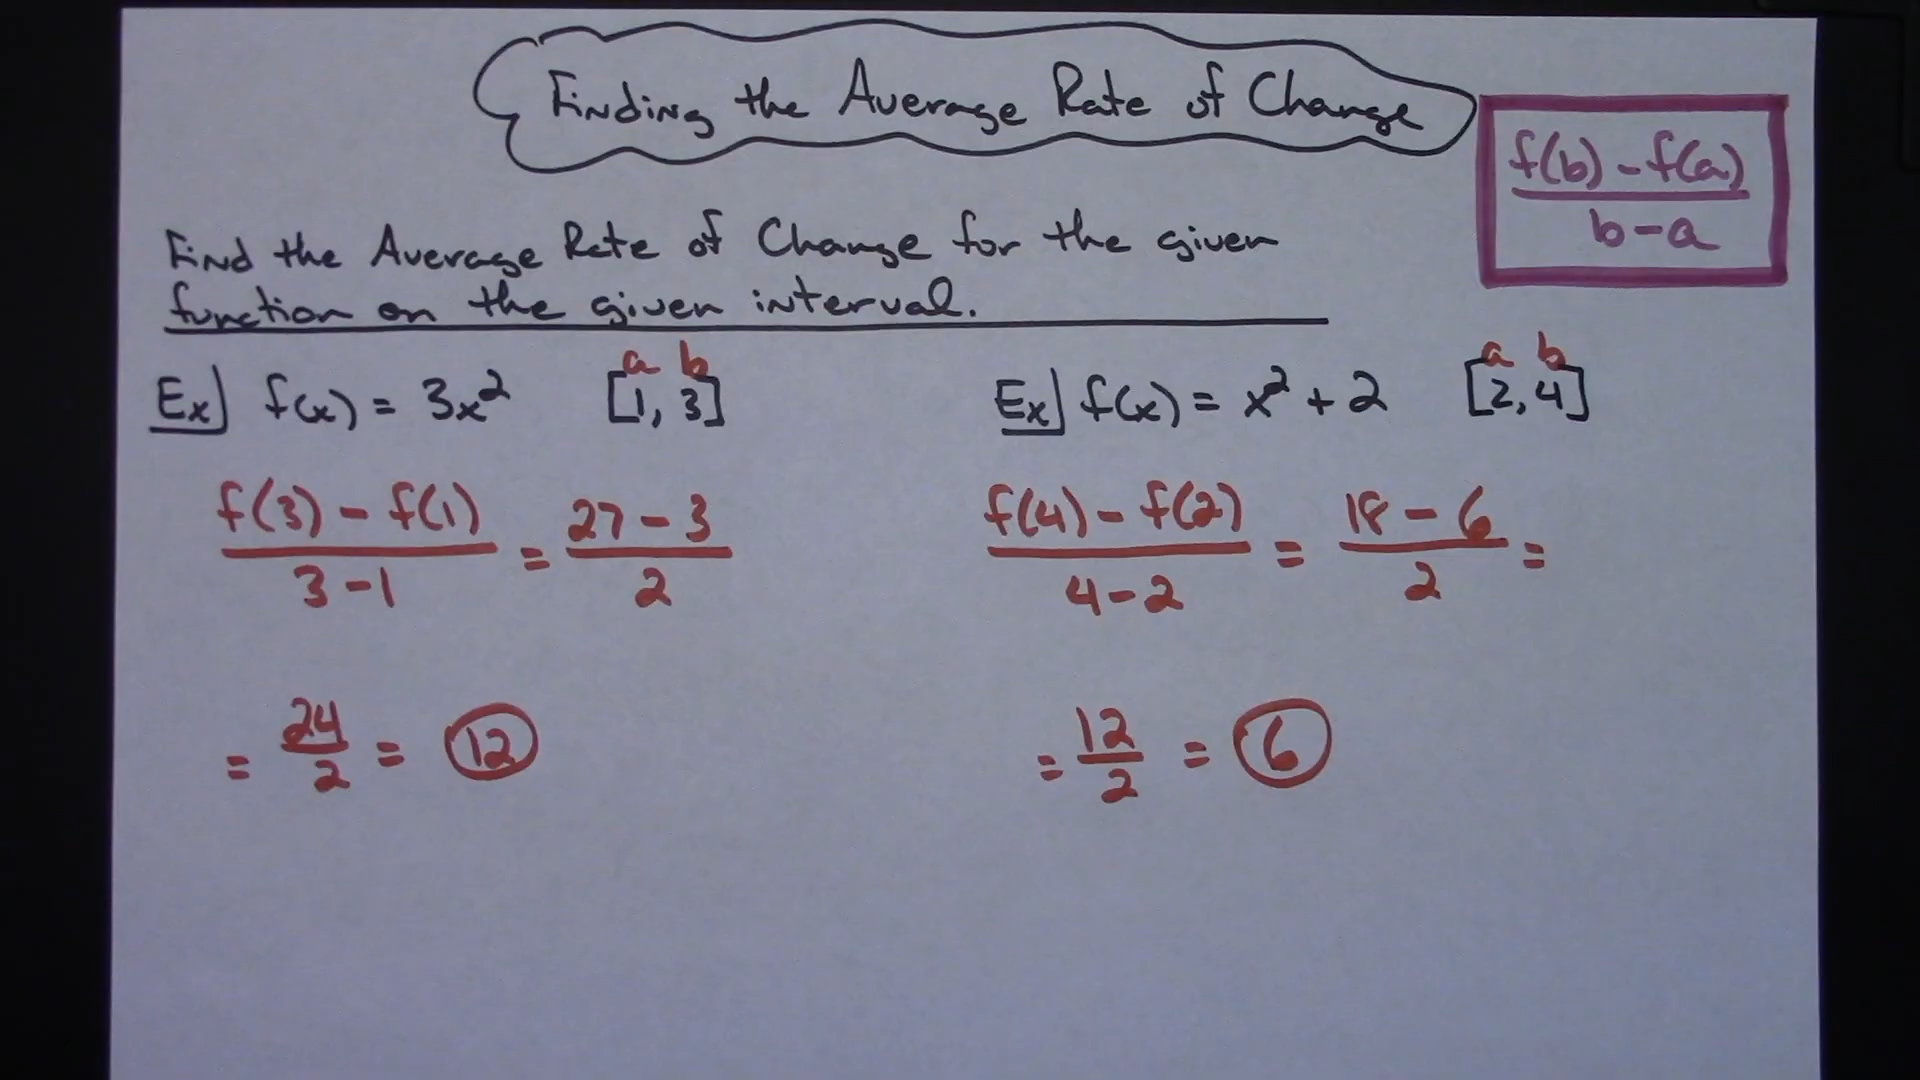 Finding the Average Rate of Change
f(b) - f(a)
b - a
Find the Average Rate of Change for the given
function on the given interval.
a b
Ex] f(x) = 3x² [1, 3]
f(3) - f(1) / 3 - 1 = 27 - 3 / 2
= 24/2 = 12
a b
Ex] f(x) = x² + 2 [2, 4]
f(4) - f(2) / 4 - 2 = 18 - 6 / 2 =
= 12/2 = 6